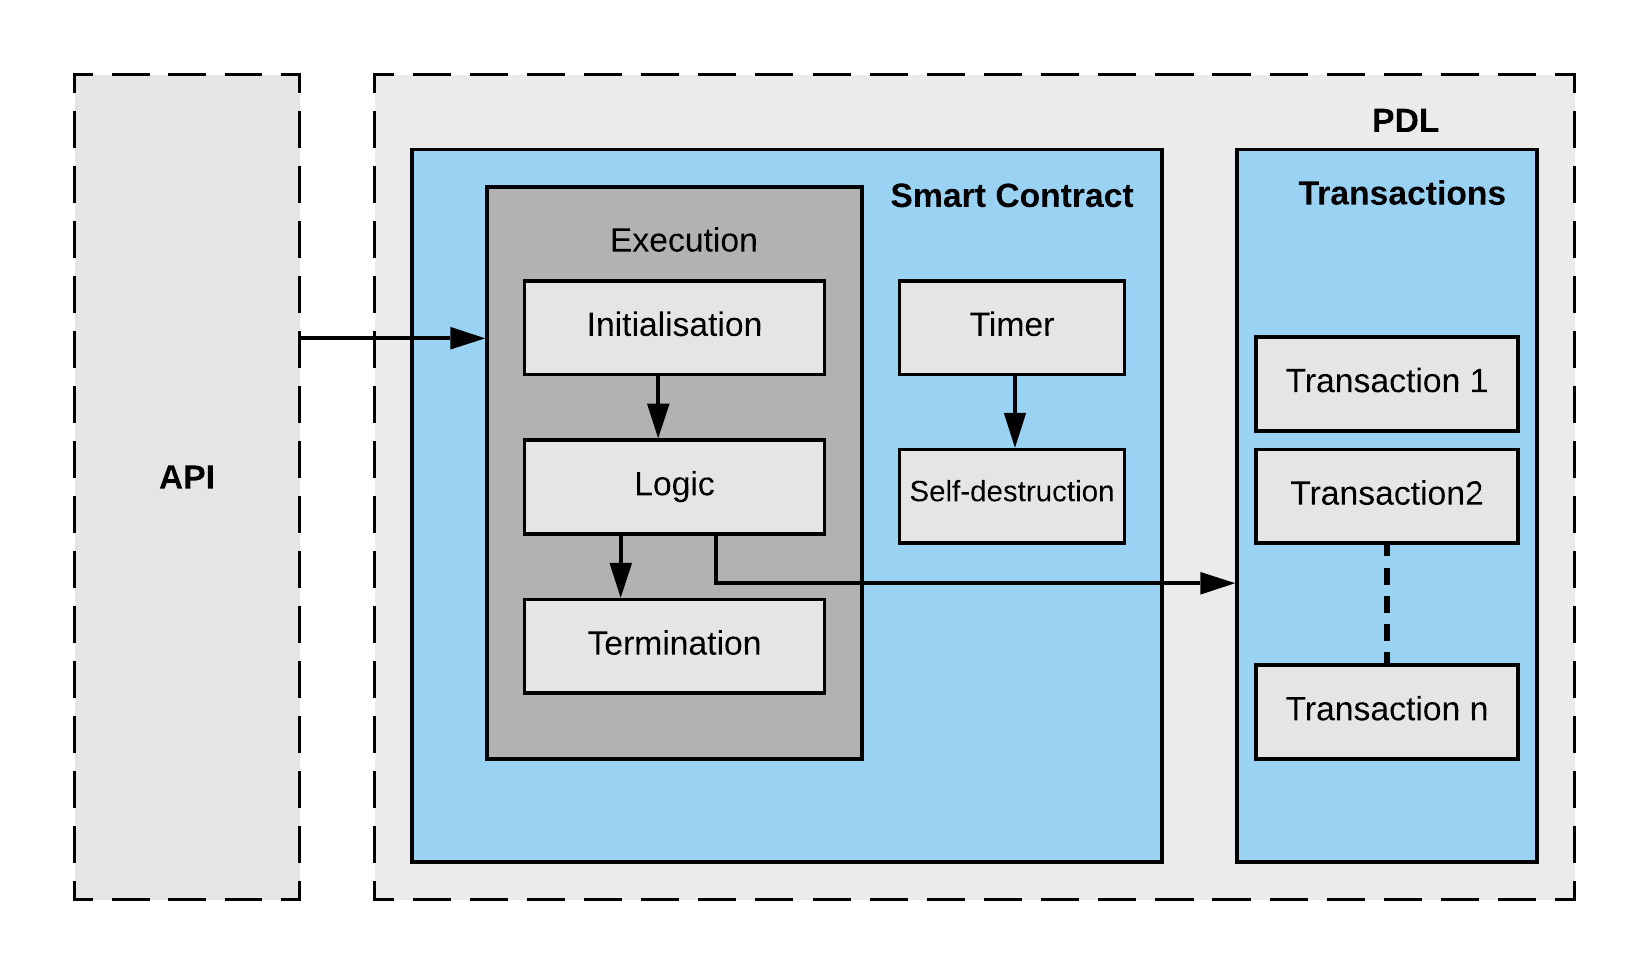 API
PDL
Smart Contract
Execution
Initialisation
Logic
Termination
Timer
Self-destruction
Transactions
Transaction 1
Transaction2
Transaction n